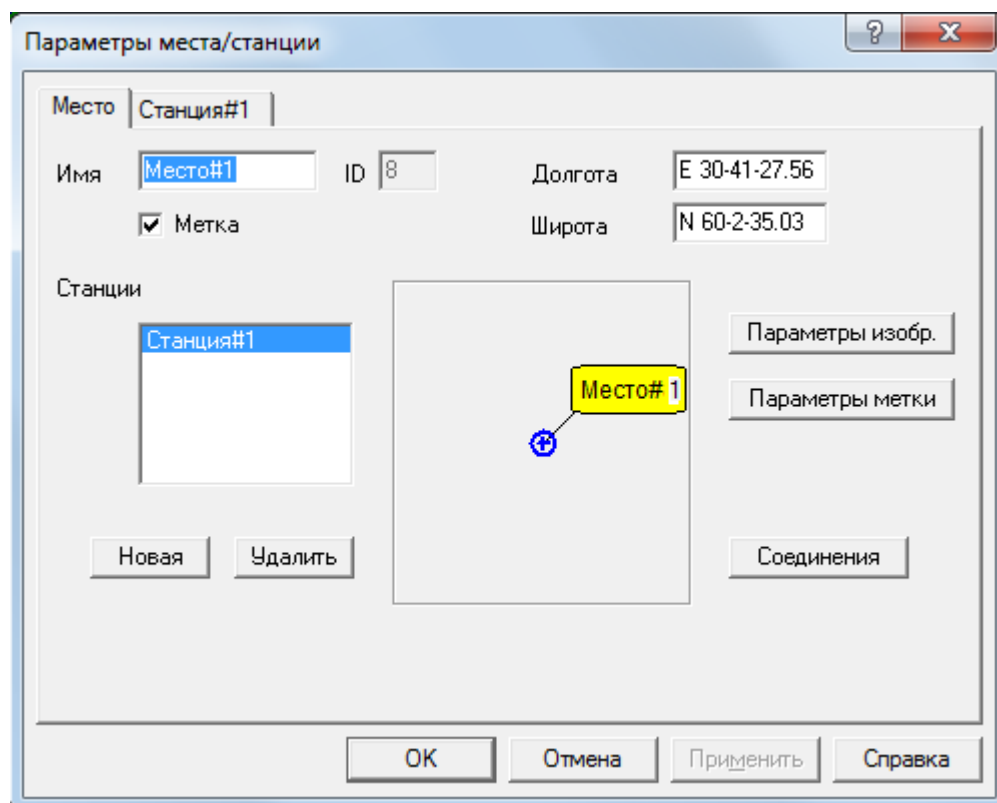 Параметры места/станции
?
X
Место
Станция#1
Имя
Место#1
ID
8
Долгота
E 30-41-27.56
Метка
Широта
N 60-2-35.03
Станции
Станция#1
Параметры изобр.
Место# 1
Параметры метки
Новая
Удалить
Соединения
OK
Отмена
Применить
Справка